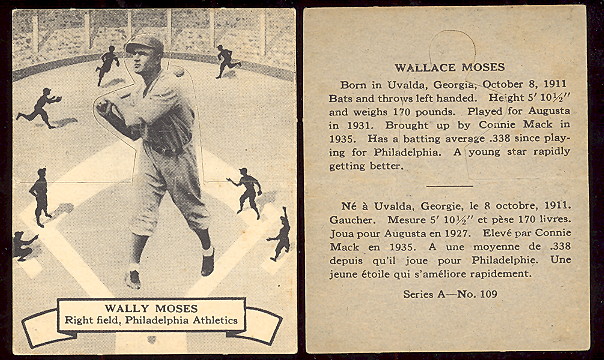 WALLY MOSES
Right field, Philadelphia Athletics
WALLACE MOSES
Born in Uvalda, Georgia, October 8, 1911
Bats and throws left handed. Height 5' 10½"
and weighs 170 pounds. Played for Augusta
in 1931. Brought up by Connie Mack in
1935. Has a batting average .338 since play-
ing for Philadelphia. A young star rapidly
getting better.
Né à Uvalda, Georgie, le 8 octobre, 1911.
Gaucher. Mesure 5' 10½" et pèse 170 livres.
Joua pour Augusta en 1927. Elevé par Connie
Mack en 1935. A une moyenne de .338
depuis qu'il joue pour Philadelphie. Une
jeune étoile qui s'améliore rapidement.
Series A—No. 109